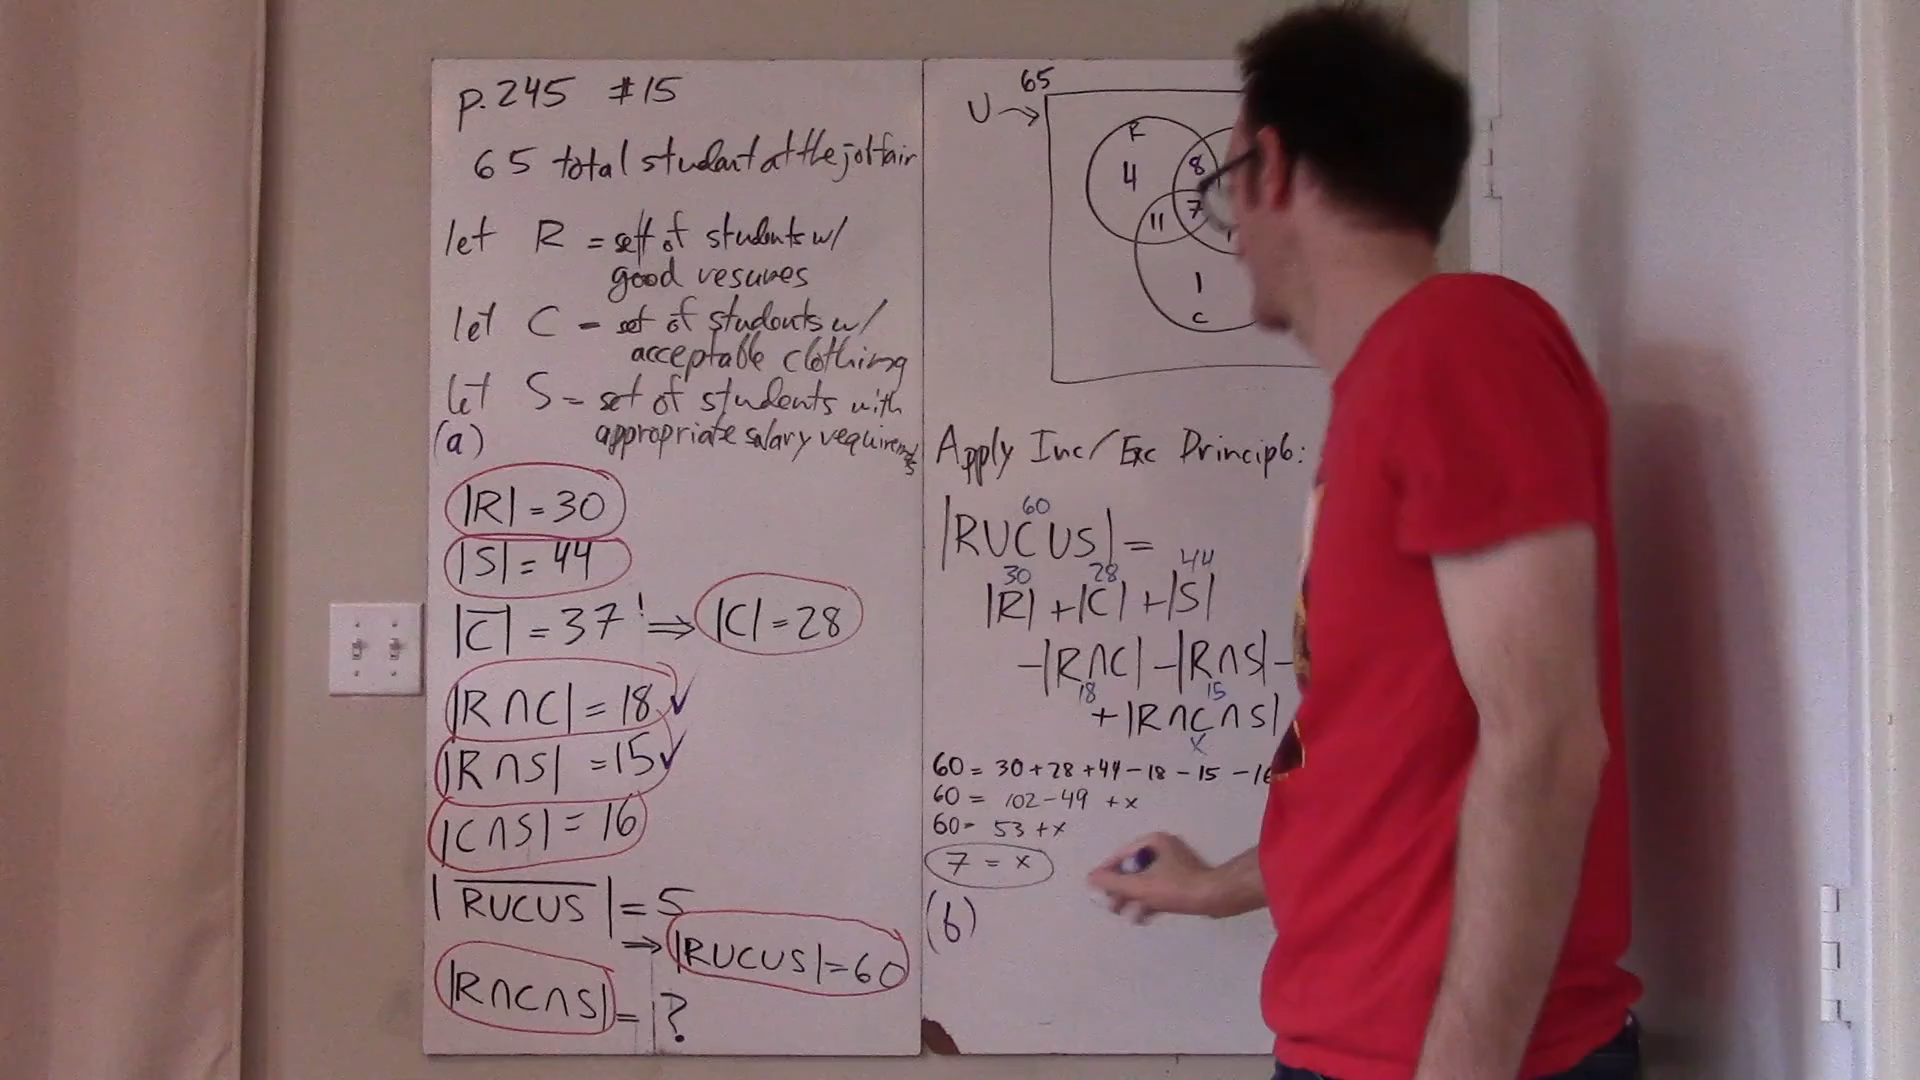 p.245 #15
65 total student at the job fair
let R = set of students w/
good resumes
let C = set of students w/
acceptable clothing
let S = set of students with
appropriate salary
(a)
|R| = 30
|S| = 44
|C̅| = 37 ! ⇒ |C| = 28
|R∩C| = 18 ✓
|R∩S| = 15 ✓
|C∩S| = 16
|R∪C∪S|‾ = 5
⇒ |R∪C∪S| = 60
|R∩C∩S| = ?
65
U →
R
4
8
7
11
1
C
Apply Inc/Exc Principle:
60
|R∪C∪S| =
30 28 44
|R| + |C| + |S|
-|R∩C| -|R∩S| -
18 15
+|R∩C∩S|
x
60 = 30 + 28 + 44 - 18 - 15 - 16
60 = 102 - 49 + x
60 = 53 + x
7 = x
(b)